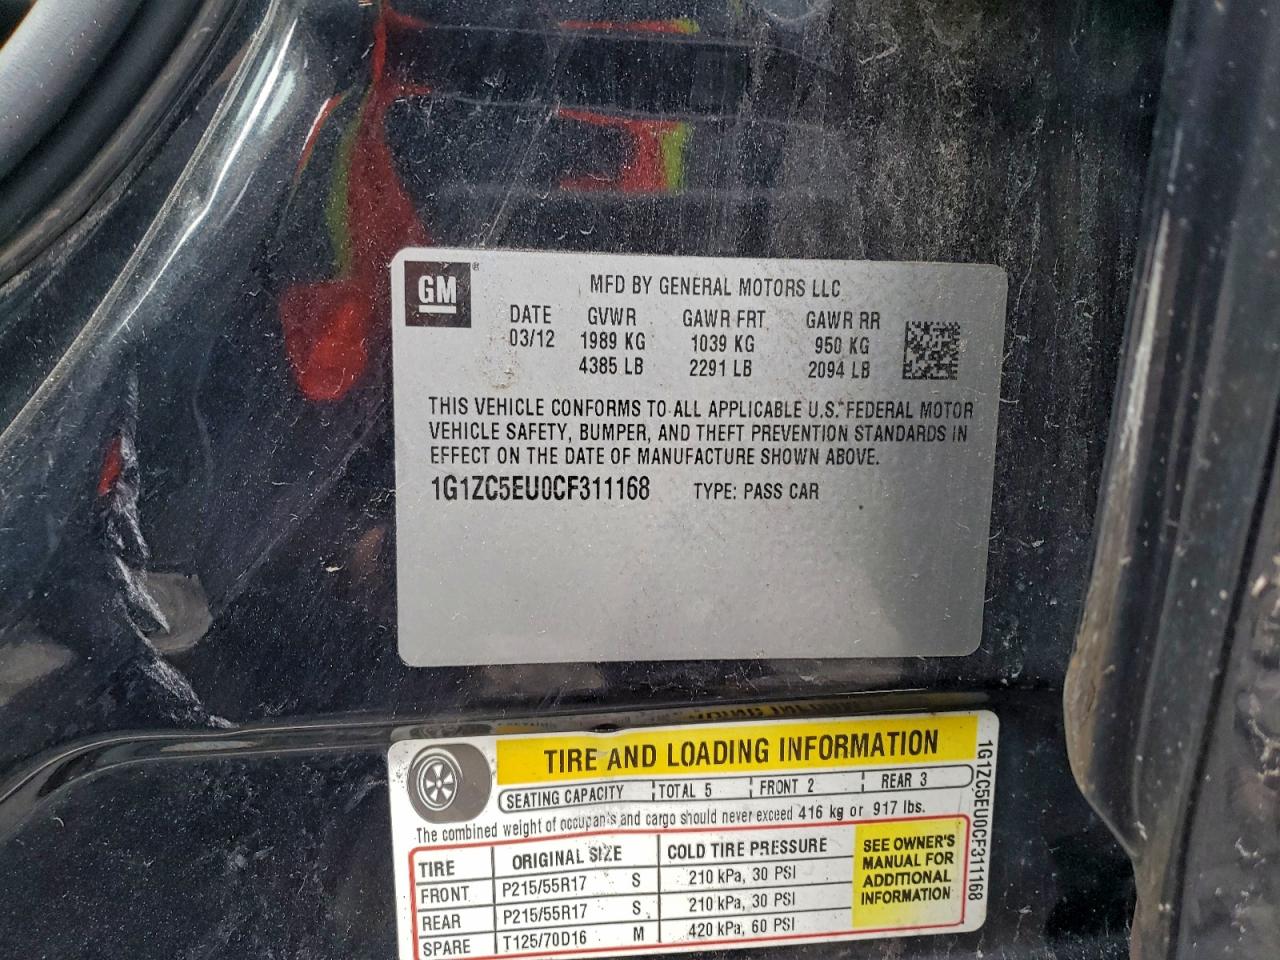 GM®
MFD BY GENERAL MOTORS LLC
DATE GVWR GAWR FRT GAWR RR
03/12 1989 KG 1039 KG 950 KG
4385 LB 2291 LB 2094 LB
THIS VEHICLE CONFORMS TO ALL APPLICABLE U.S. FEDERAL MOTOR
VEHICLE SAFETY, BUMPER, AND THEFT PREVENTION STANDARDS IN
EFFECT ON THE DATE OF MANUFACTURE SHOWN ABOVE.
1G1ZC5EU0CF311168 TYPE: PASS CAR
TIRE AND LOADING INFORMATION
SEATING CAPACITY TOTAL 5 FRONT 2 REAR 3
The combined weight of occupants and cargo should never exceed 416 kg or 917 lbs.
TIRE ORIGINAL SIZE COLD TIRE PRESSURE
FRONT P215/55R17 S 210 kPa, 30 PSI
REAR P215/55R17 S 210 kPa, 30 PSI
SPARE T125/70D16 M 420 kPa, 60 PSI
SEE OWNER'S
MANUAL FOR
ADDITIONAL
INFORMATION
1G1ZC5EU0CF311168